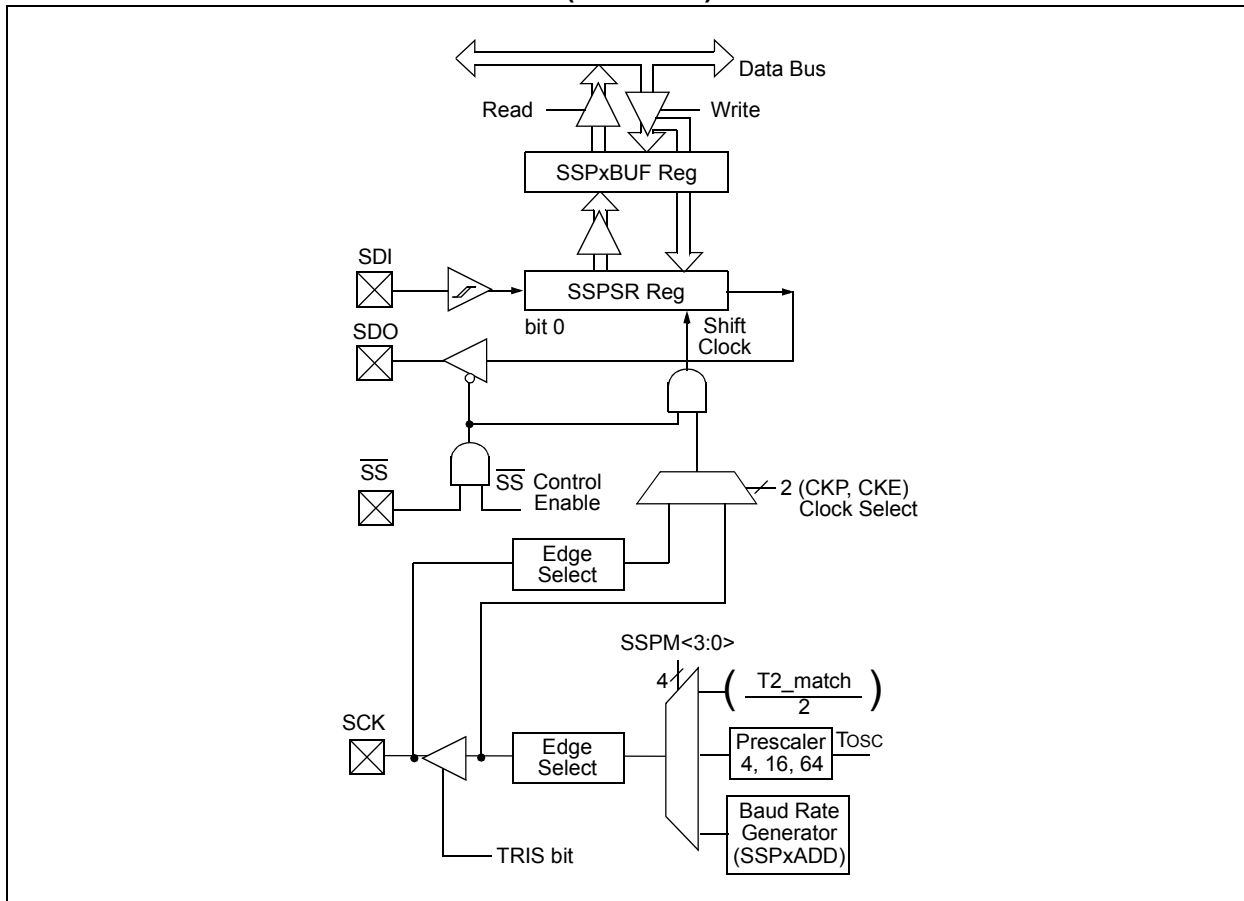 Data Bus
Read
Write
SSPxBUF Reg
SDI
SSPSR Reg
bit 0
Shift
Clock
SDO
SS
SS Control
Enable
2 (CKP, CKE)
Clock Select
Edge
Select
SSPM<3:0>
4
( T2_match )
2
SCK
Edge
Select
Prescaler
4, 16, 64
TOSC
Baud Rate
Generator
(SSPxADD)
TRIS bit